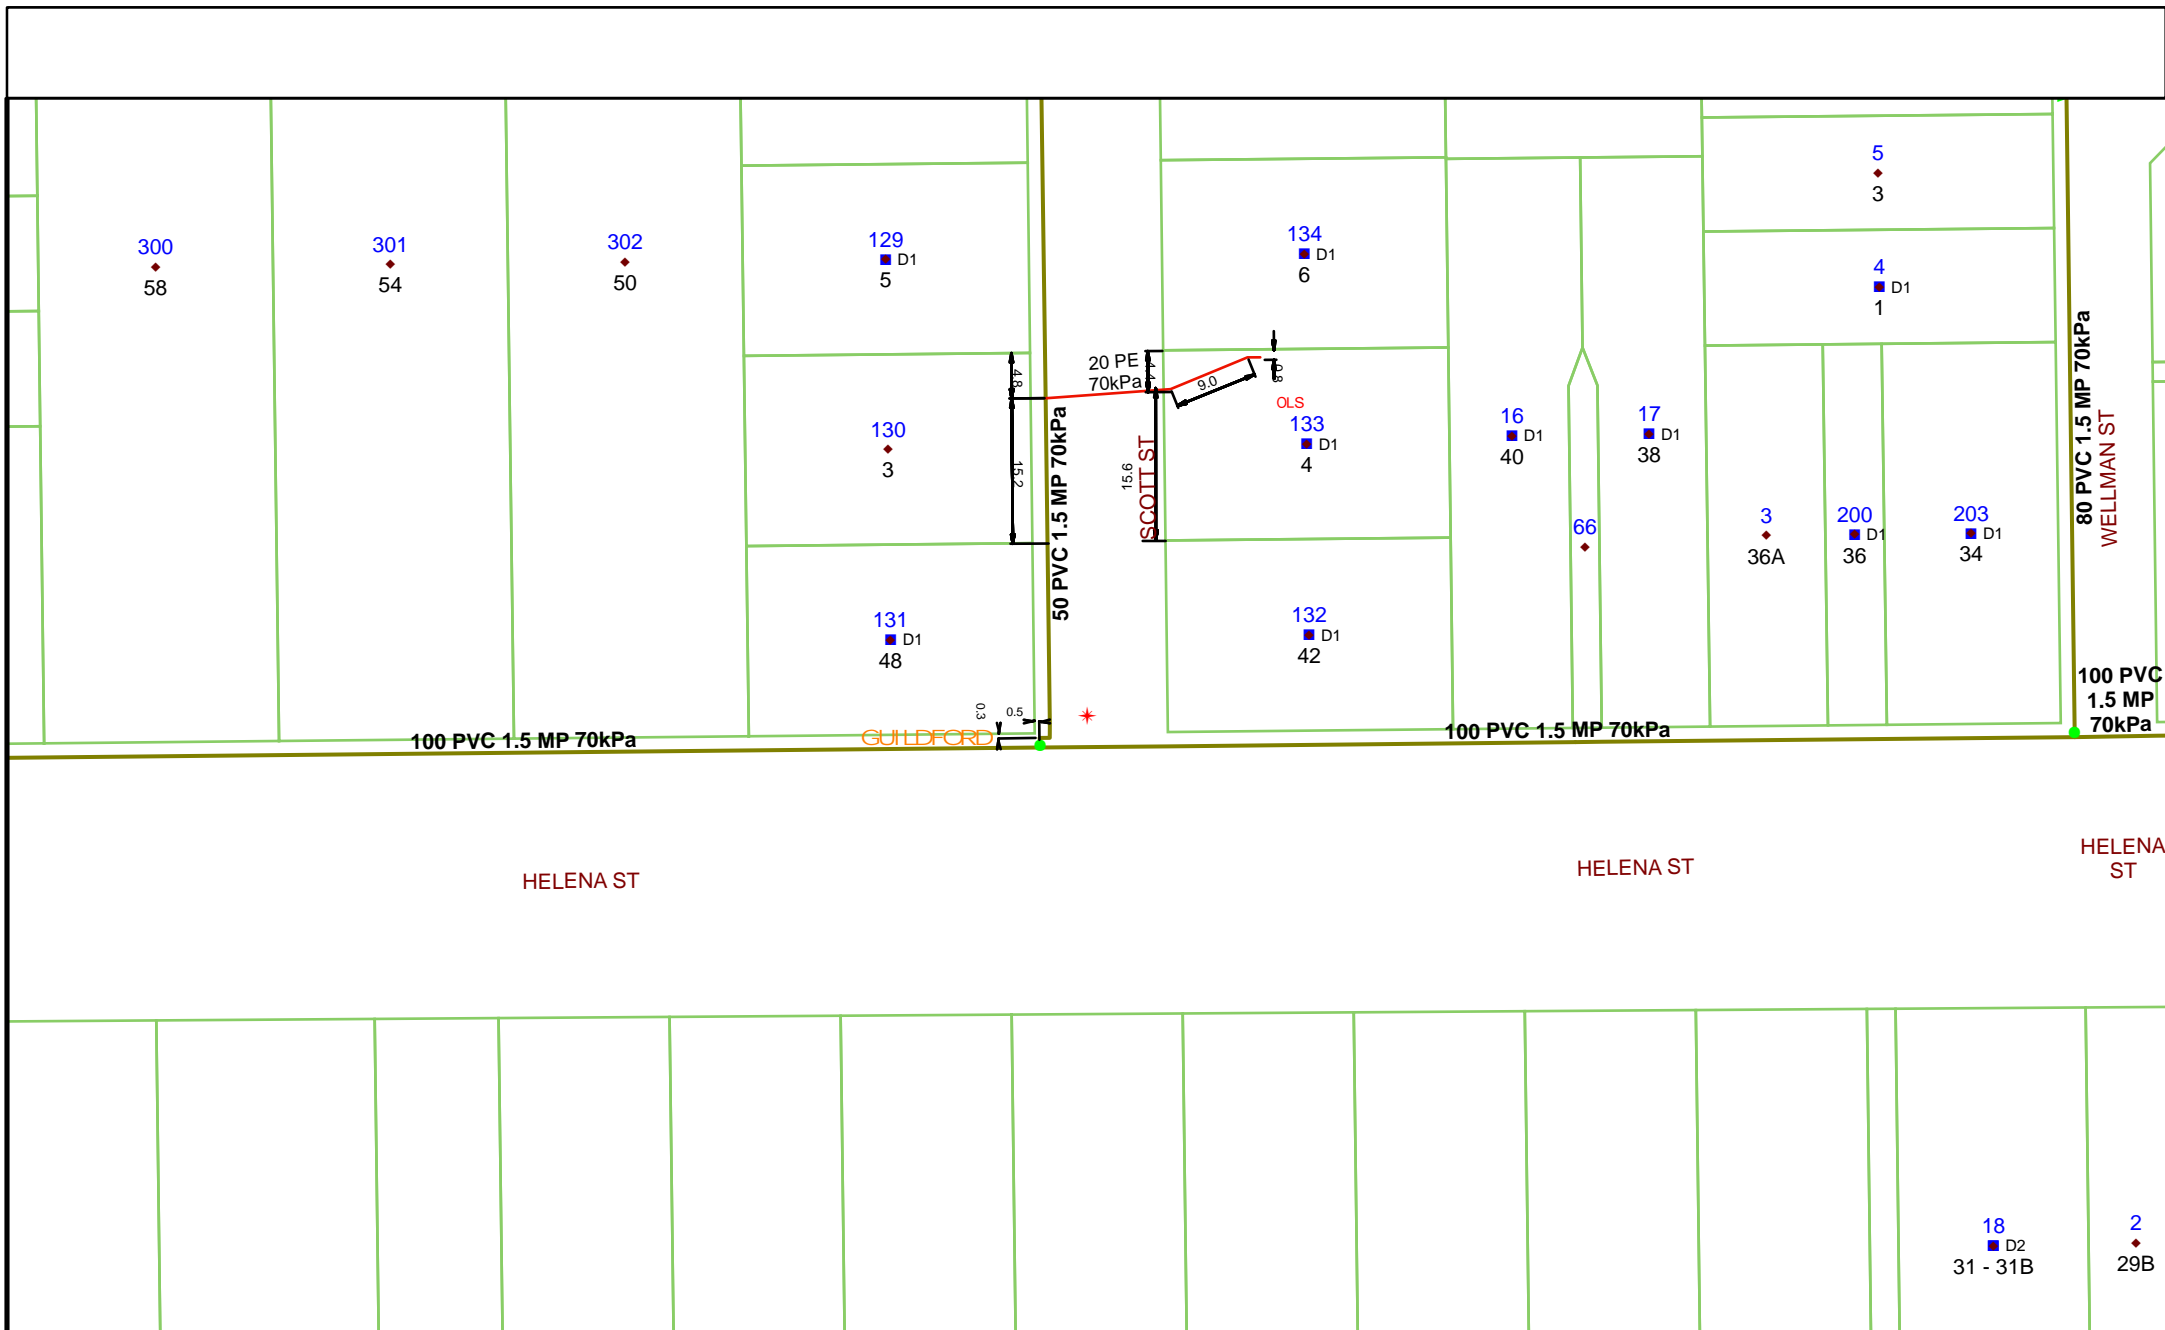 300
58
301
54
302
50
129
D1
5
134
D1
6
5
3
4
D1
1
20 PE
70kPa
4.8
4.4
9.0
0.8
OLS
130
3
15.2
50 PVC 1.5 MP 70kPa
15.6
SCOTT ST
133
D1
4
16
D1
40
17
D1
38
80 PVC 1.5 MP 70kPa
WELLMAN ST
66
3
36A
200
D1
36
203
D1
34
131
D1
48
132
D1
42
0.3
0.5
GUILDFORD
100 PVC 1.5 MP 70kPa
100 PVC 1.5 MP 70kPa
100 PVC
1.5 MP
70kPa
HELENA ST
HELENA ST
HELENA
ST
18
D2
31 - 31B
2
29B